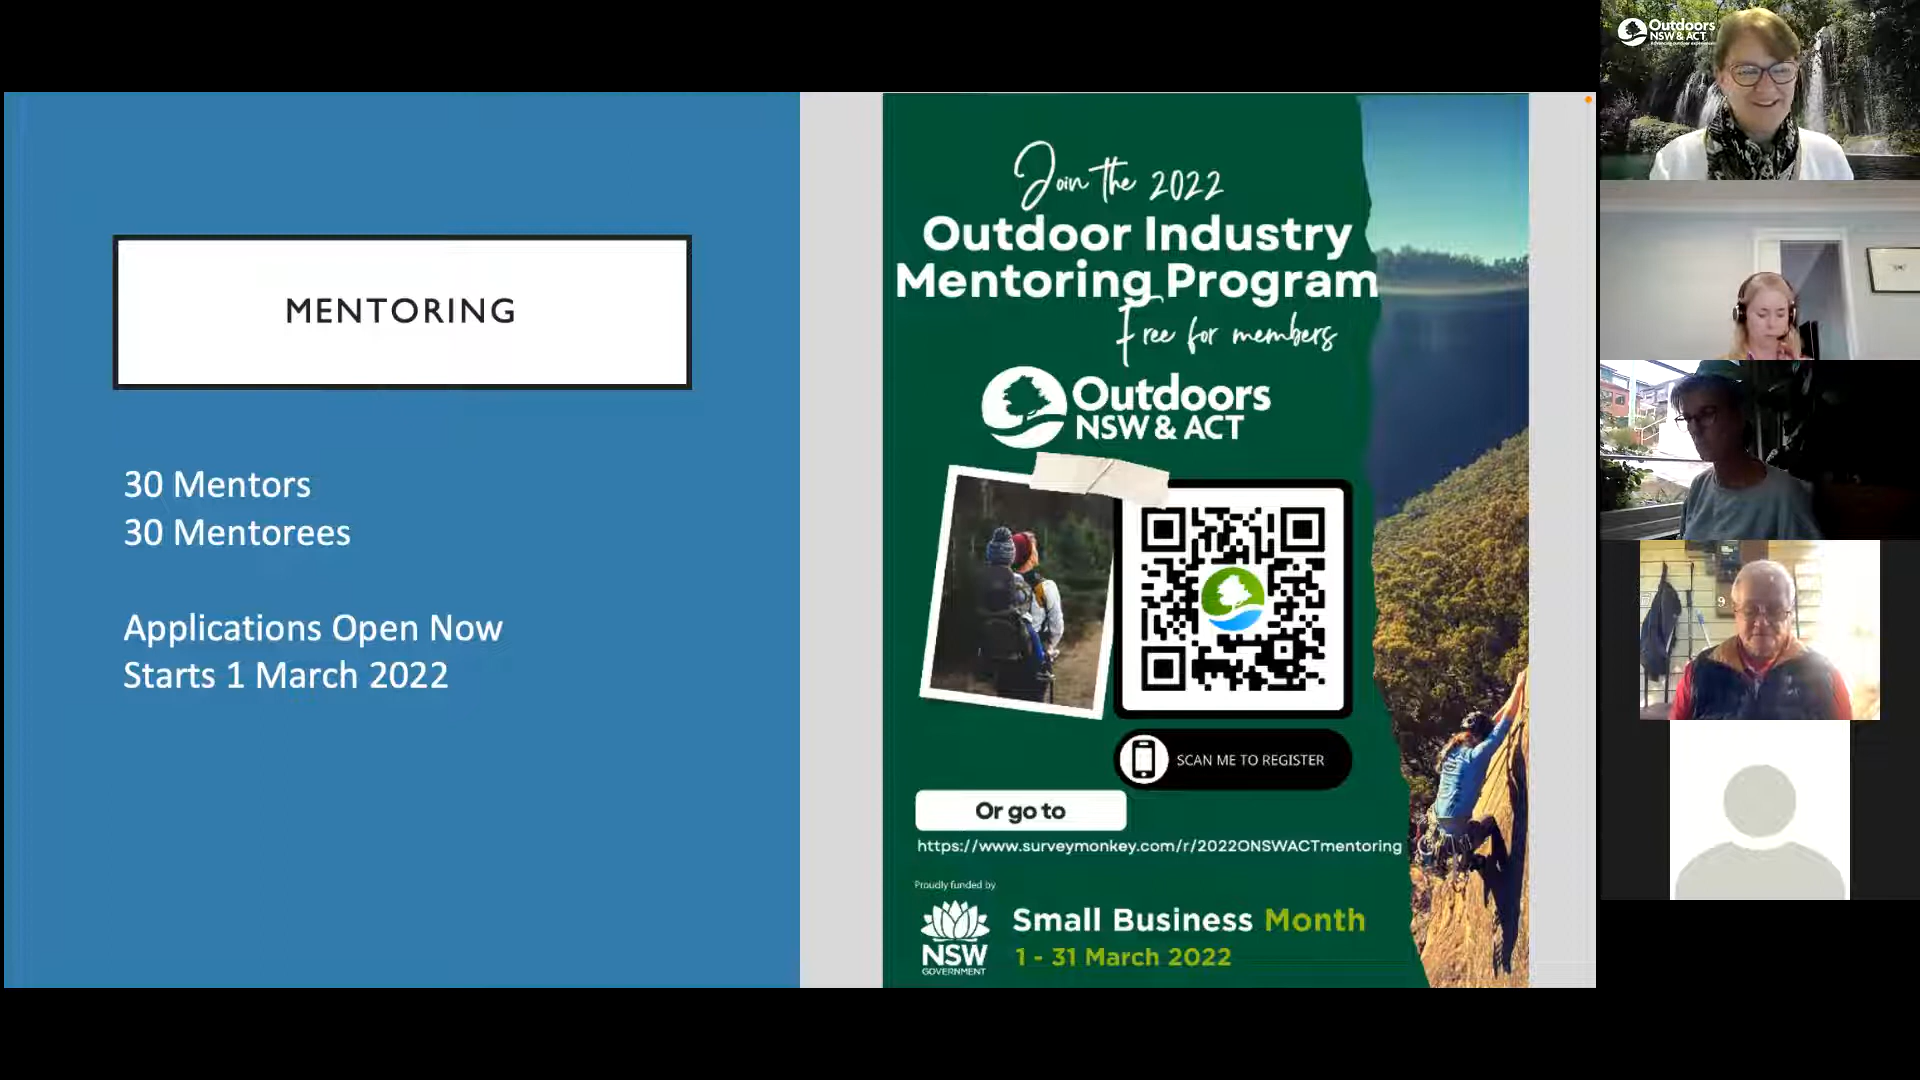 MENTORING
30 Mentors
30 Mentorees
Applications Open Now
Starts 1 March 2022
Join the 2022
Outdoor Industry
Mentoring Program
Free for members
Outdoors
NSW & ACT
SCAN ME TO REGISTER
Or go to
https://www.surveymonkey.com/r/2022ONSWACTmentoring
Proudly funded by
NSW
GOVERNMENT
Small Business Month
1 - 31 March 2022
Outdoors
NSW & ACT
9